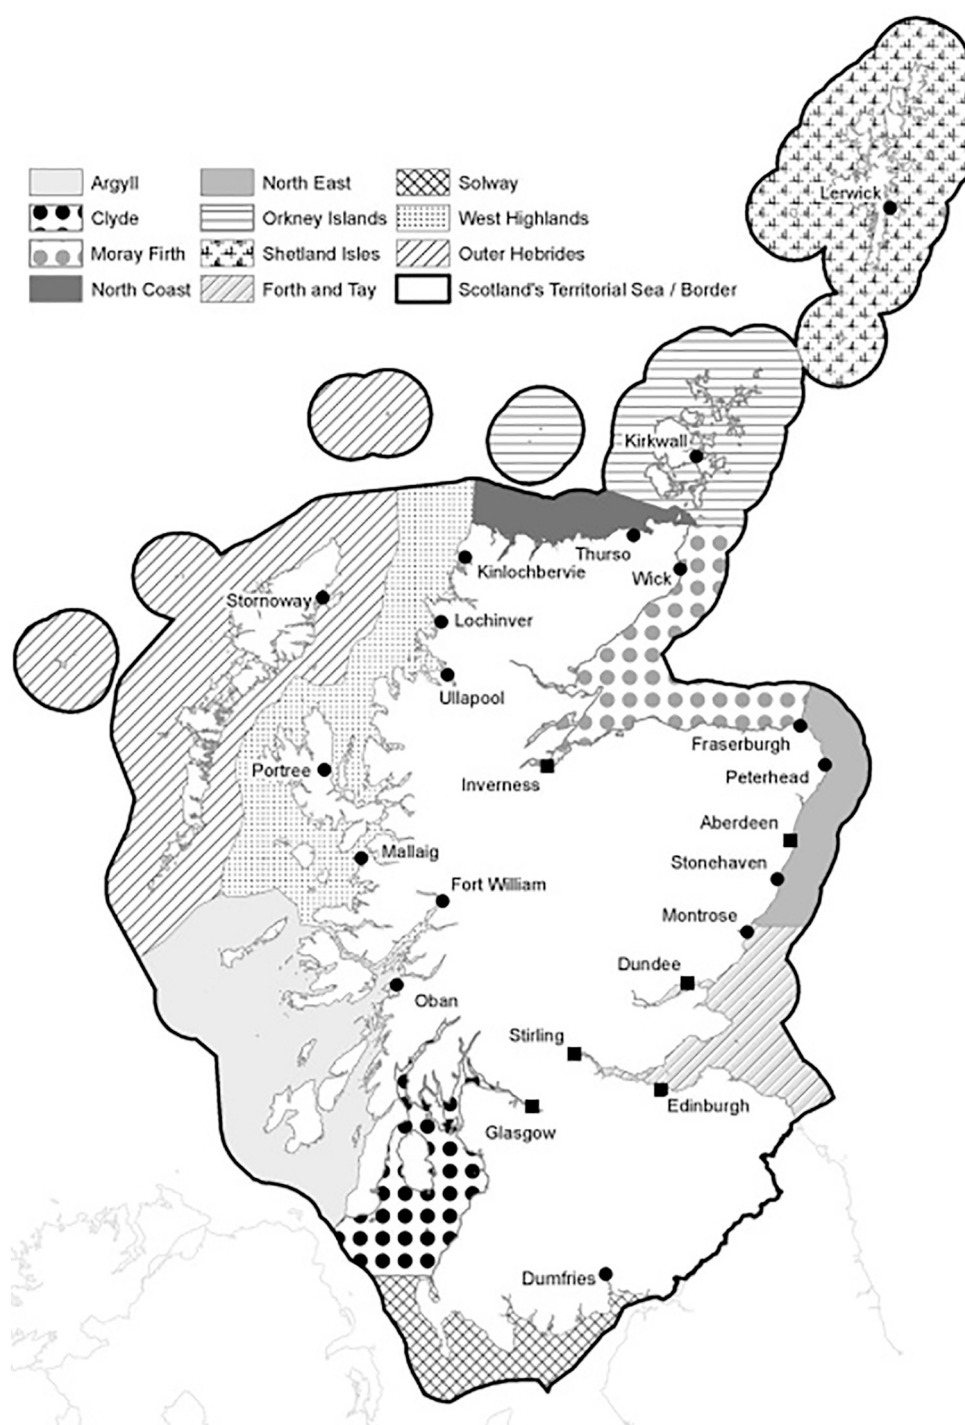 Argyll North East Solway
Clyde Orkney Islands West Highlands
Moray Firth Shetland Isles Outer Hebrides
North Coast Forth and Tay Scotland's Territorial Sea / Border
Lerwick
Kirkwall
Thurso
Kinlochbervie
Wick
Stornoway
Lochinver
Ullapool
Fraserburgh
Portree
Inverness
Peterhead
Aberdeen
Mallaig
Stonehaven
Fort William
Montrose
Dundee
Oban
Stirling
Edinburgh
Glasgow
Dumfries